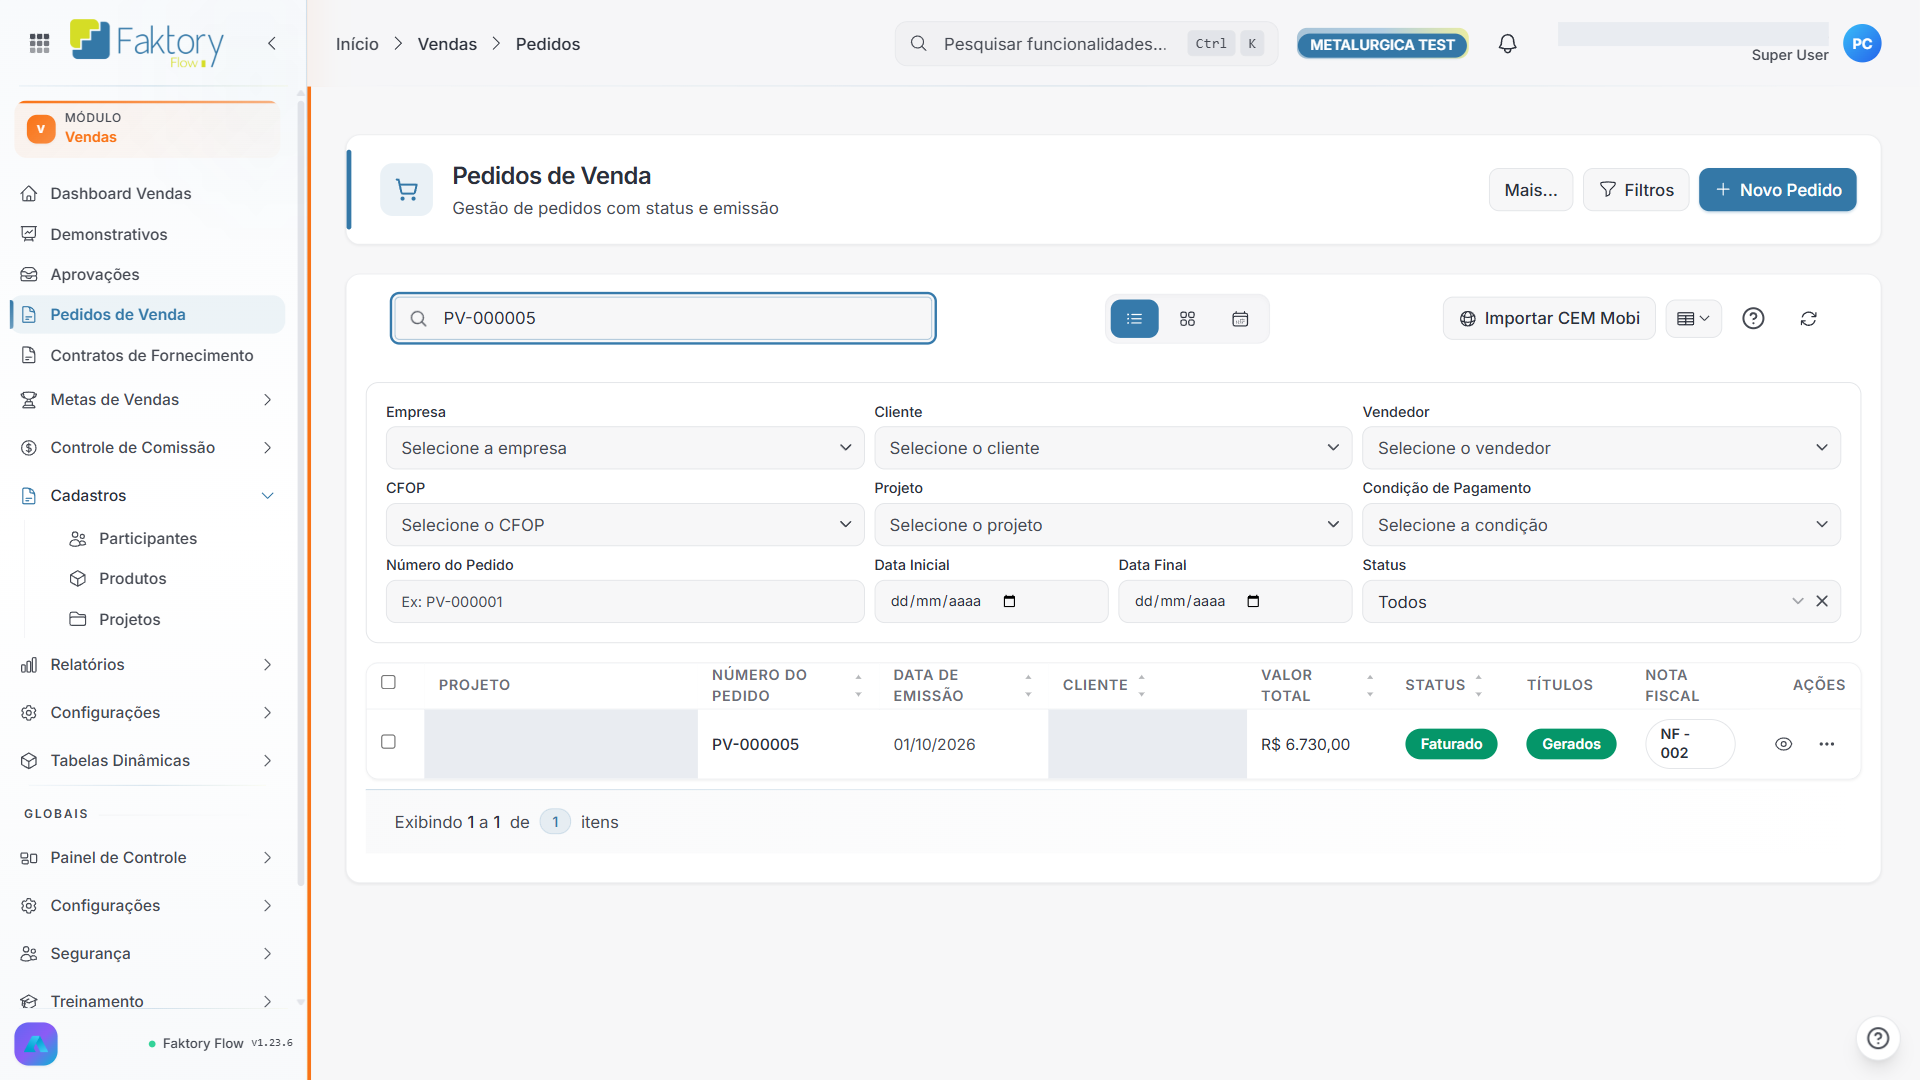 Faktory
Flow
Início > Vendas > Pedidos
Pesquisar funcionalidades...
Ctrl
K
METALURGICA TEST
Super User
PC
V
MÓDULO
Vendas
Dashboard Vendas
Demonstrativos
Aprovações
Pedidos de Venda
Contratos de Fornecimento
Metas de Vendas
Controle de Comissão
Cadastros
Participantes
Produtos
Projetos
Relatórios
Configurações
Tabelas Dinâmicas
GLOBAIS
Painel de Controle
Configurações
Segurança
Treinamento
Faktory Flow v1.23.6
Pedidos de Venda
Gestão de pedidos com status e emissão
Mais...
Filtros
+ Novo Pedido
PV-000005
Importar CEM Mobi
Empresa
Selecione a empresa
Cliente
Selecione o cliente
Vendedor
Selecione o vendedor
CFOP
Selecione o CFOP
Projeto
Selecione o projeto
Condição de Pagamento
Selecione a condição
Número do Pedido
Ex: PV-000001
Data Inicial
dd/mm/aaaa
Data Final
dd/mm/aaaa
Status
Todos
PROJETO
NÚMERO DO
PEDIDO
DATA DE
EMISSÃO
CLIENTE
VALOR
TOTAL
STATUS
TÍTULOS
NOTA
FISCAL
AÇÕES
PV-000005
01/10/2026
R$ 6.730,00
Faturado
Gerados
NF -
002
Exibindo 1 a 1 de 1 itens